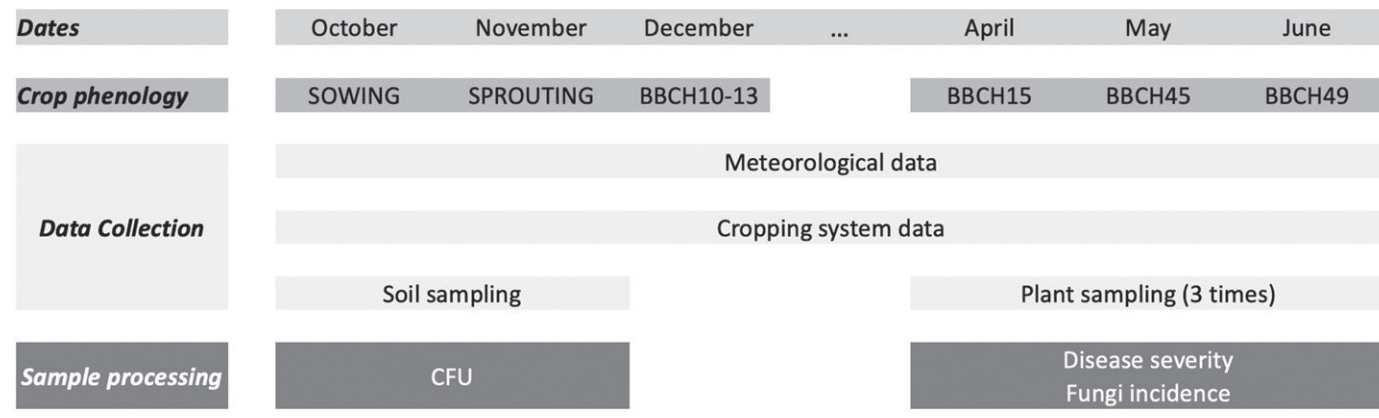 Dates October November December ... April May June
Crop phenology SOWING SPROUTING BBCH10-13 BBCH15 BBCH45 BBCH49
Meteorological data
Data Collection Cropping system data
Soil sampling Plant sampling (3 times)
Sample processing CFU Disease severity
Fungi incidence